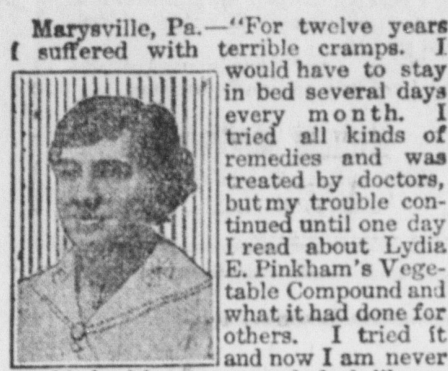 Marysville, Pa.—"For twelve years
I suffered with terrible cramps. I
would have to stay
in bed several days
every month. I
tried all kinds of
remedies and was
treated by doctors,
but my trouble con-
tinued until one day
I read about Lydia
E. Pinkham's Vege-
table Compound and
what it had done for
others. I tried it
and now I am never